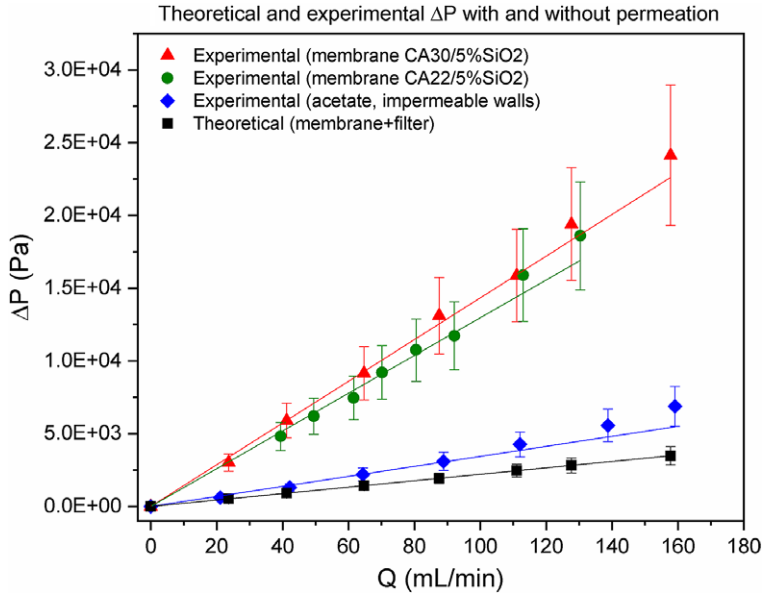 Theoretical and experimental ΔP with and without permeation
Experimental (membrane CA30/5%SiO2)
Experimental (membrane CA22/5%SiO2)
Experimental (acetate, impermeable walls)
Theoretical (membrane+filter)
3.0E+04
2.5E+04
2.0E+04
1.5E+04
1.0E+04
5.0E+03
0.0E+00
ΔP (Pa)
0 20 40 60 80 100 120 140 160 180
Q (mL/min)